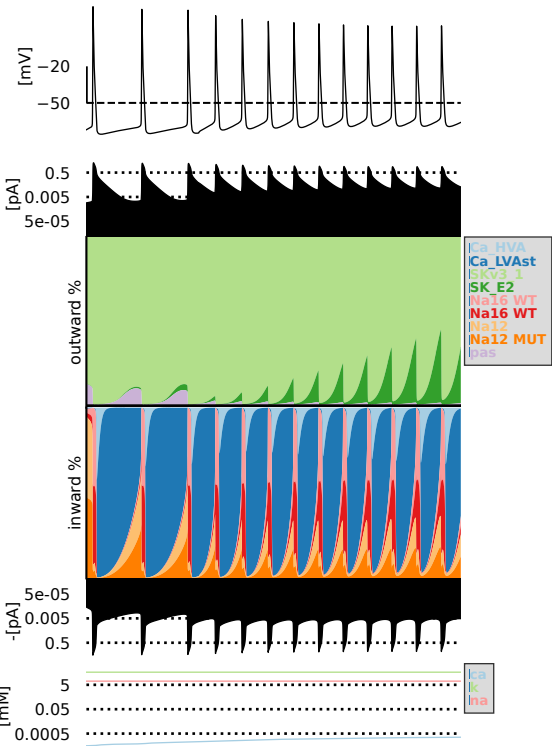 [mV]
−20
−50
[pA]
0.5
0.005
5e-05
outward %
Ca_HVA
Ca_LVAst
SKv3_1
SK_E2
Na16 WT
Na16 WT
Na12
Na12 MUT
pas
inward %
-[pA]
5e-05
0.005
0.5
[mM]
5
0.05
0.0005
ca
k
na